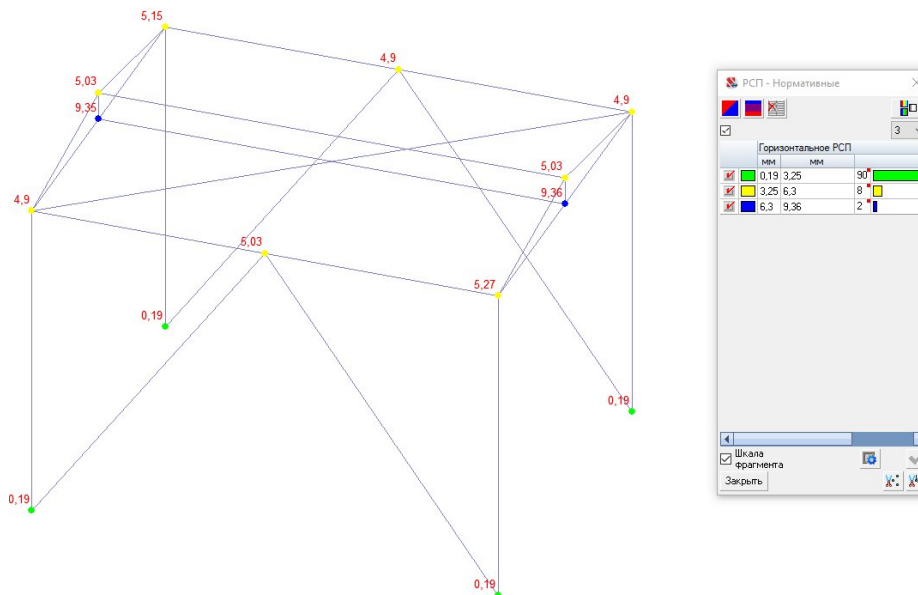 5,15
4,9
5,03
9,35
4,9
5,03
9,36
4,9
5,03
5,27
0,19
0,19
0,19
0,19
РСП - Нормативные
3
Горизонтальное РСП
мм мм
0,19 3,25 90
3,25 6,3 8
6,3 9,36 2
Шкала
фрагмента
Закрыть